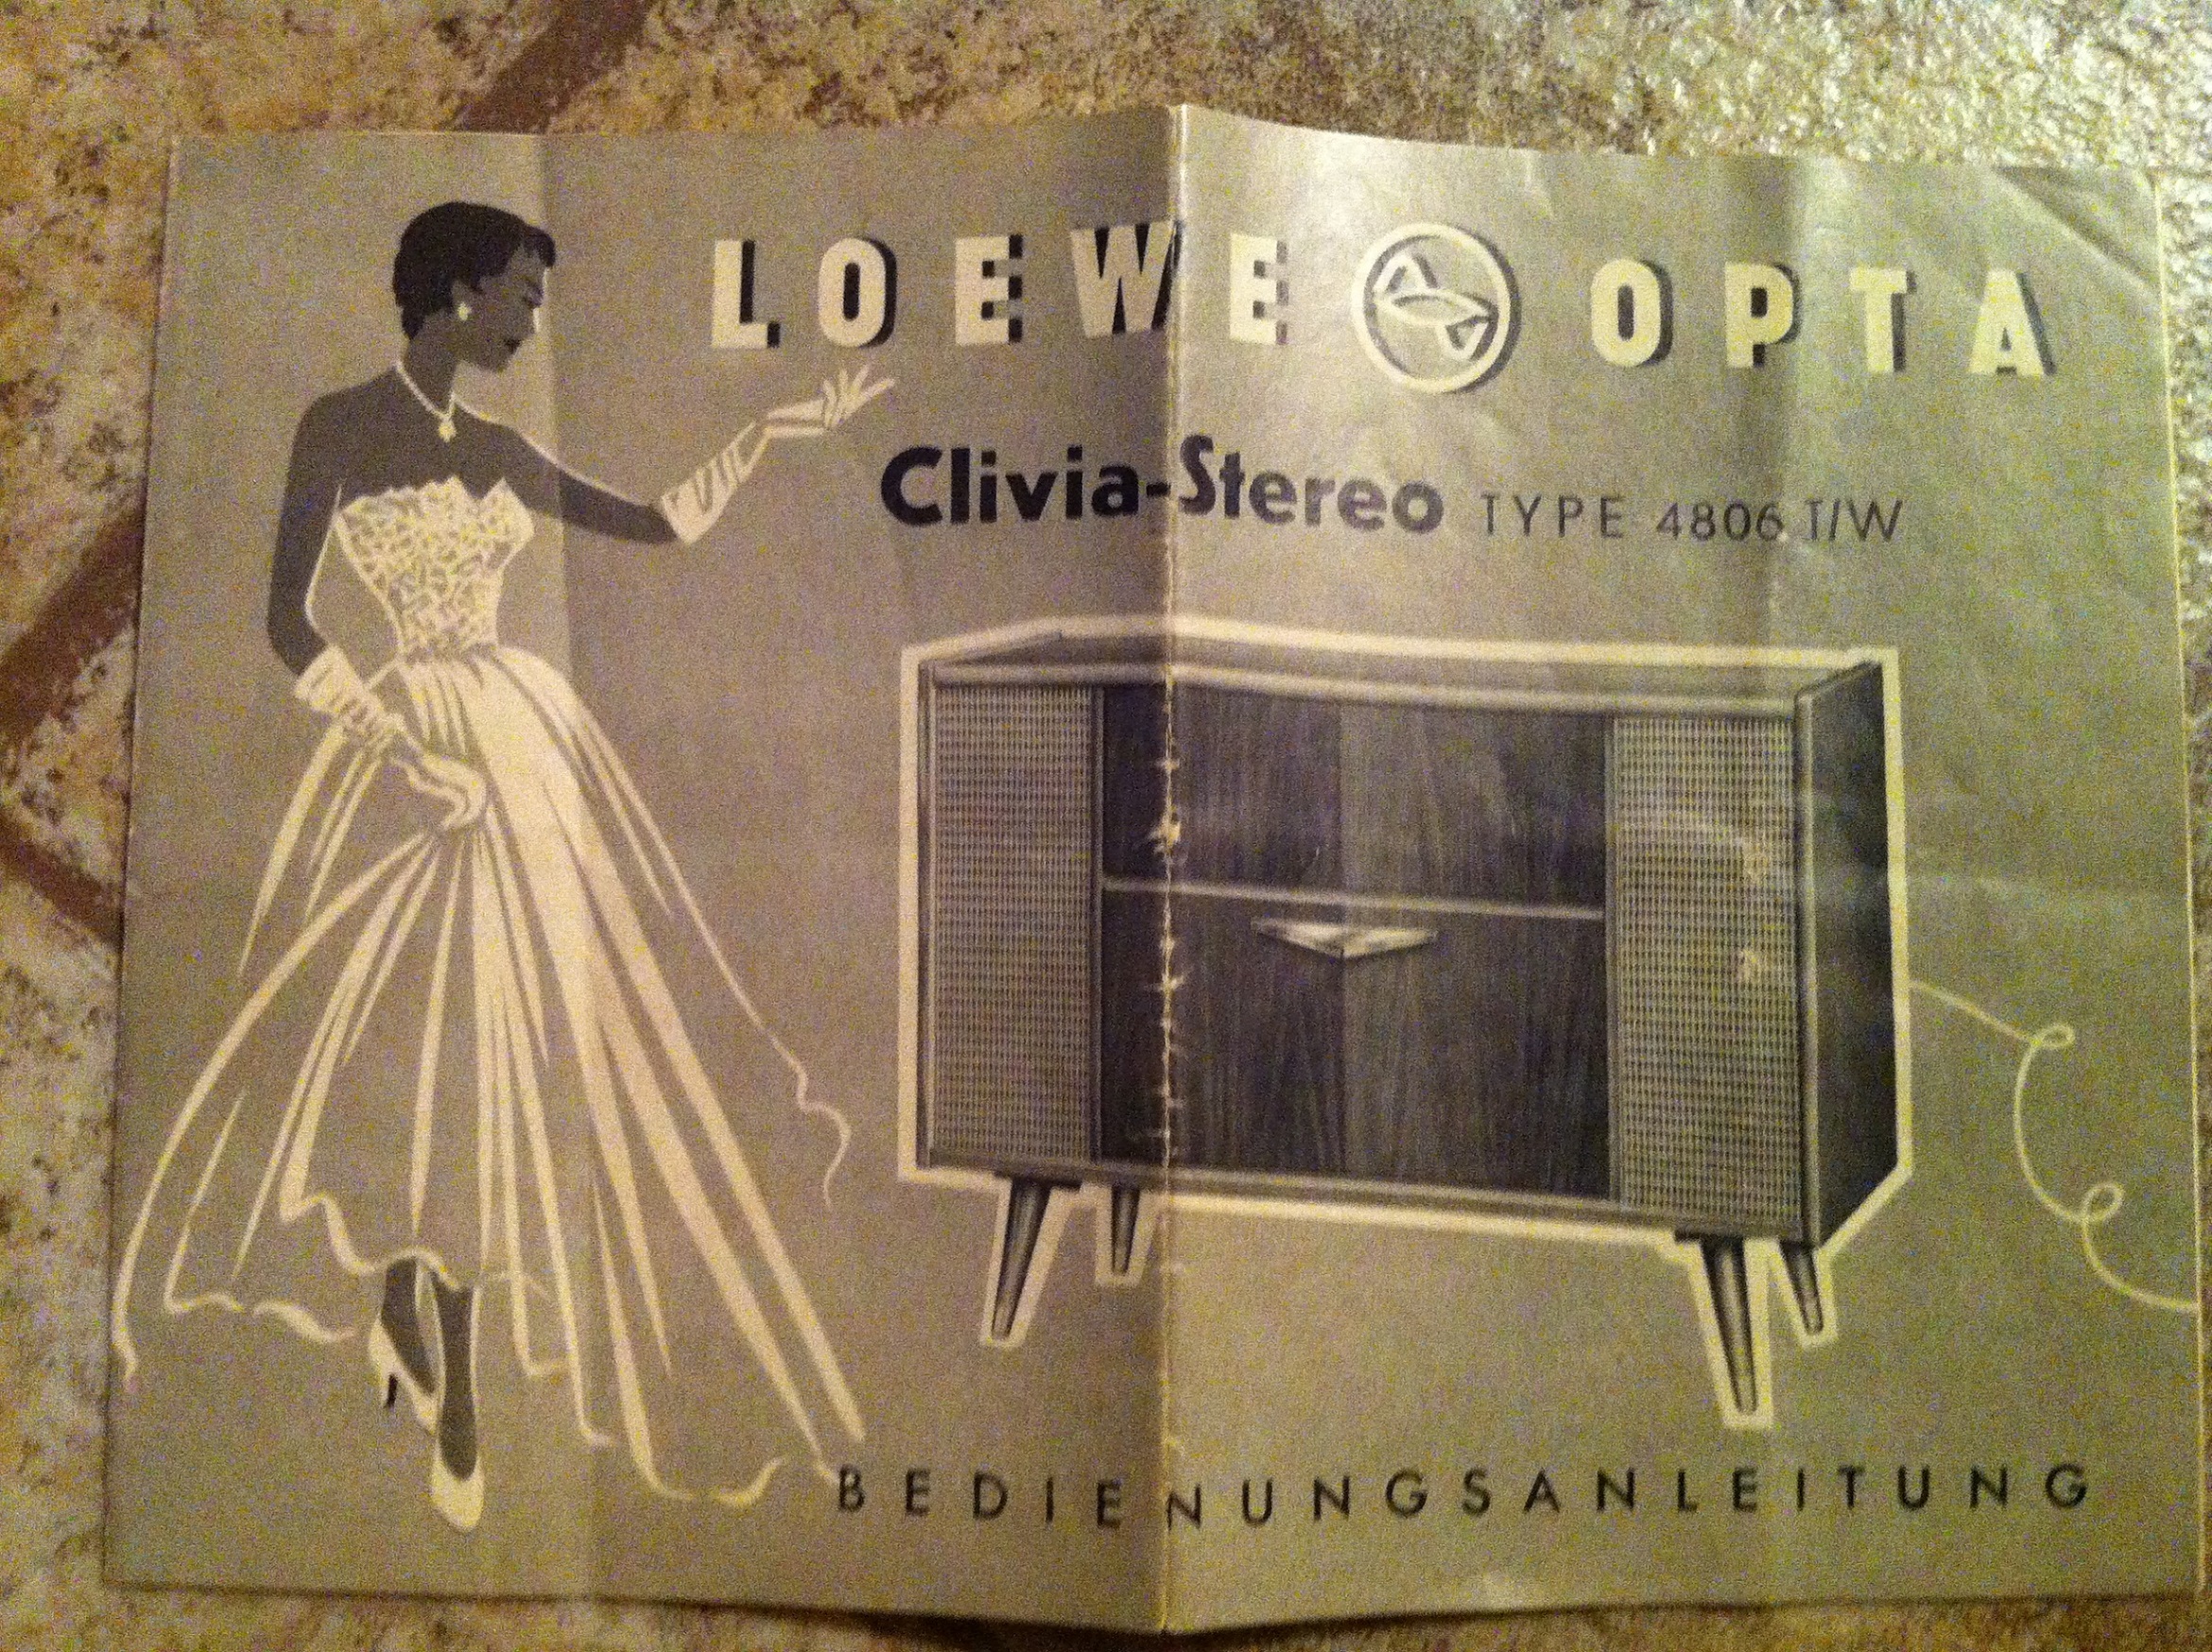 LOEWE OPTA
Clivia-Stereo TYPE 4806 T/W
BEDIENUNGSANLEITUNG